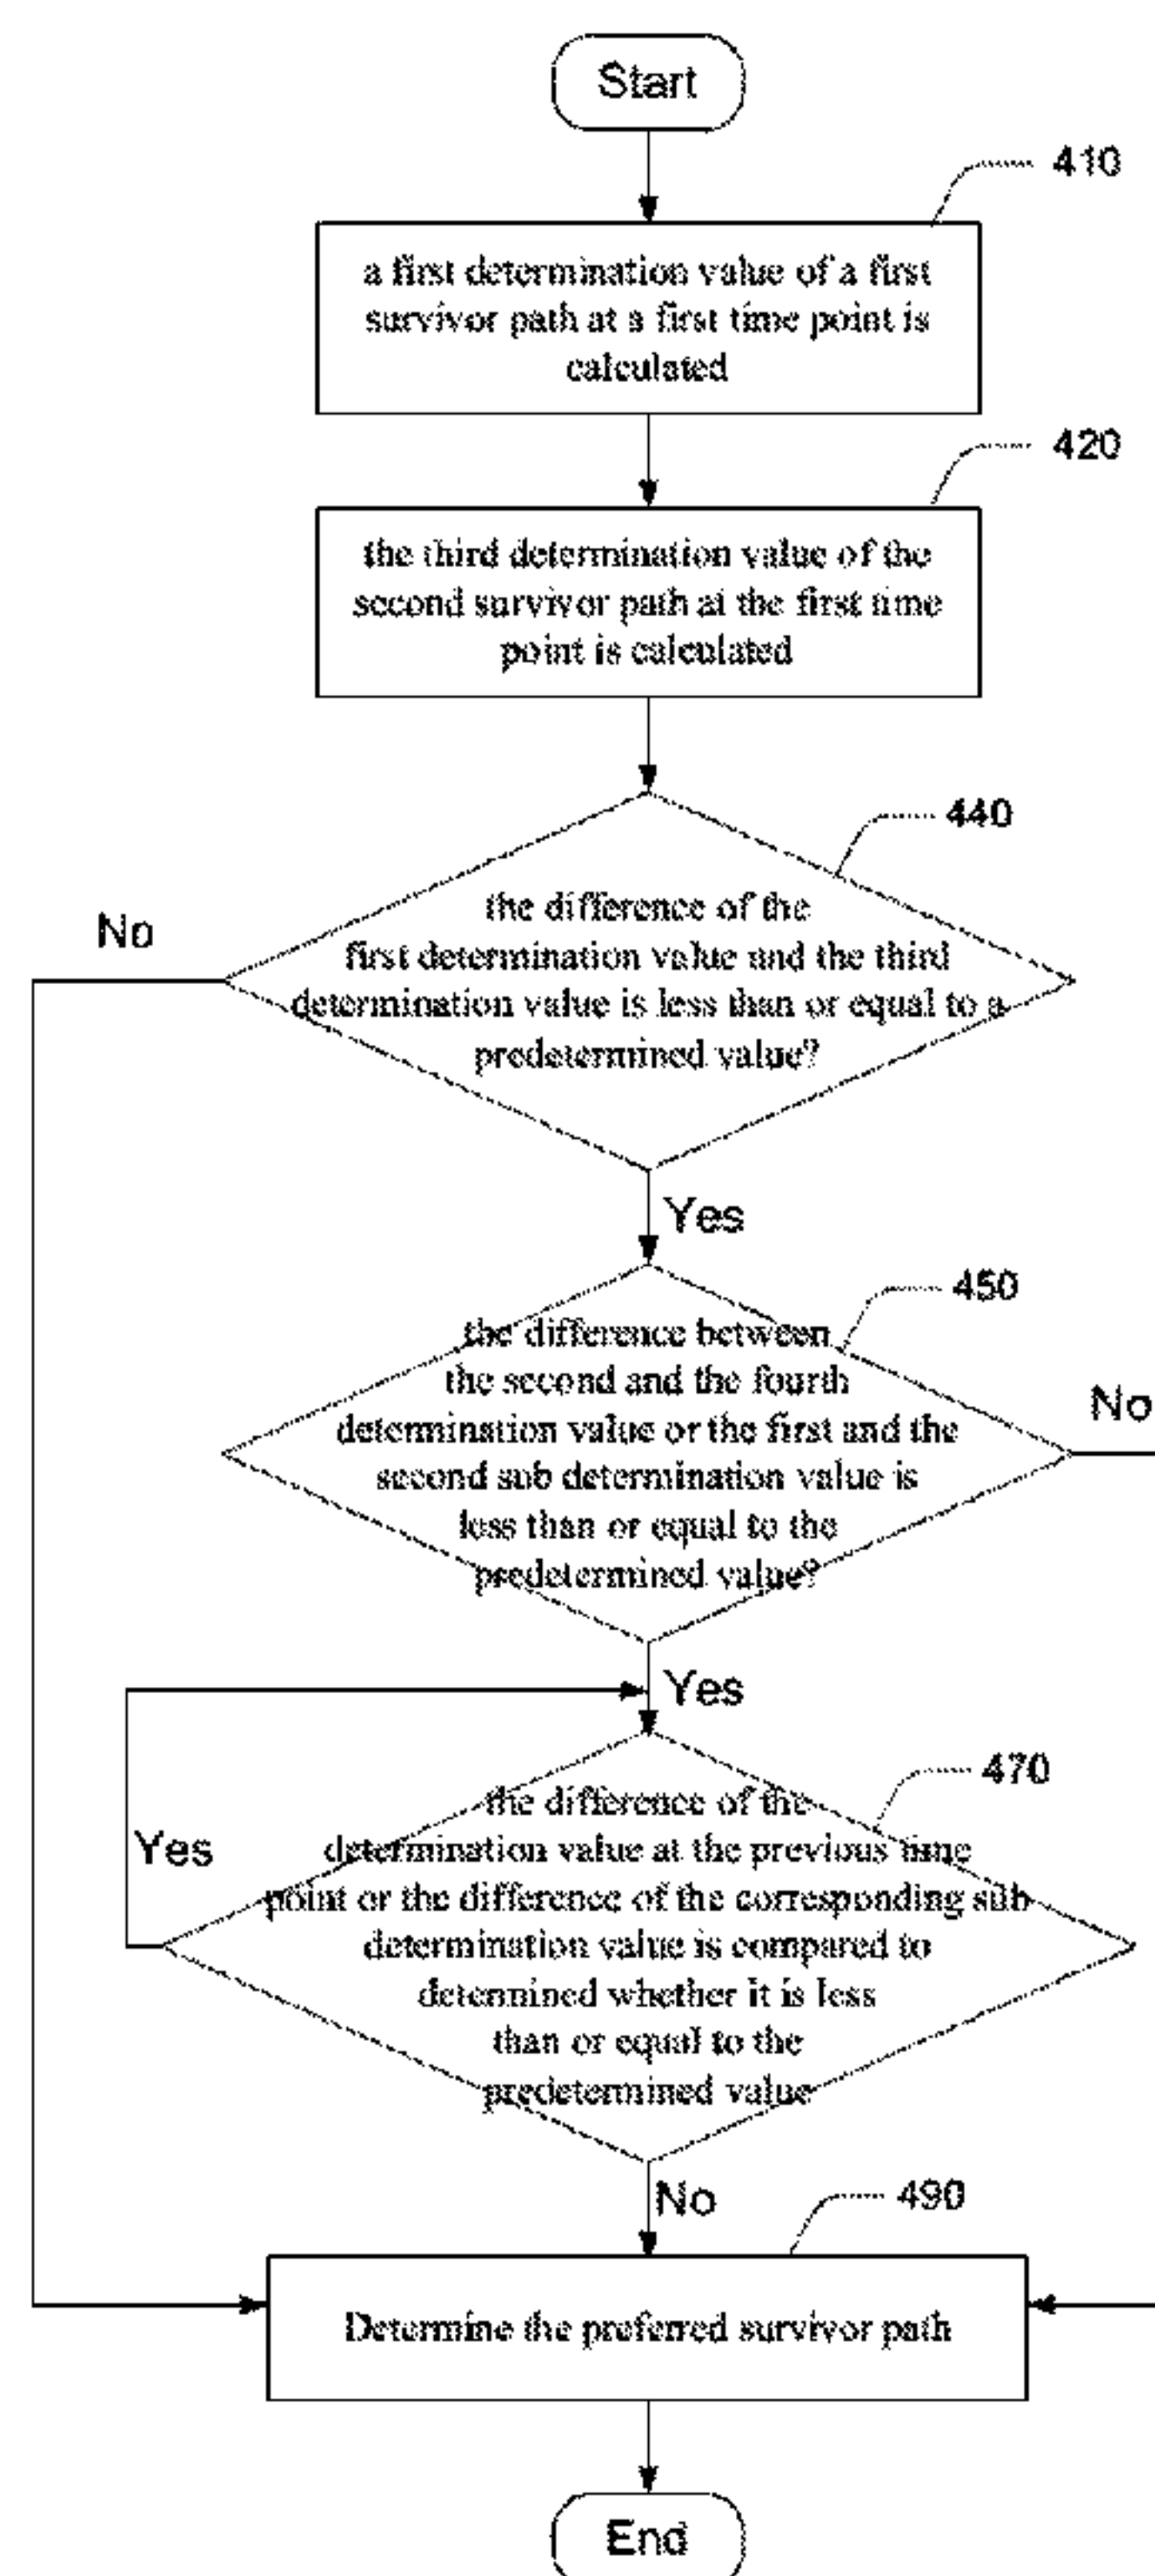 Start
410
a first determination value of a first
survivor path at a first time point is
calculated
420
the third determination value of the
second survivor path at the first time
point is calculated
440
No
the difference of the
first determination value and the third
determination value is less than or equal to a
predetermined value?
Yes
450
the difference between
the second and the fourth
determination value or the first and the
second sub determination value is
less than or equal to the
predetermined value?
No
Yes
470
Yes
the difference of the
determination value at the previous time
point or the difference of the corresponding sub
determination value is compared to
determined whether it is less
than or equal to the
predetermined value
No
490
Determine the preferred survivor path
End